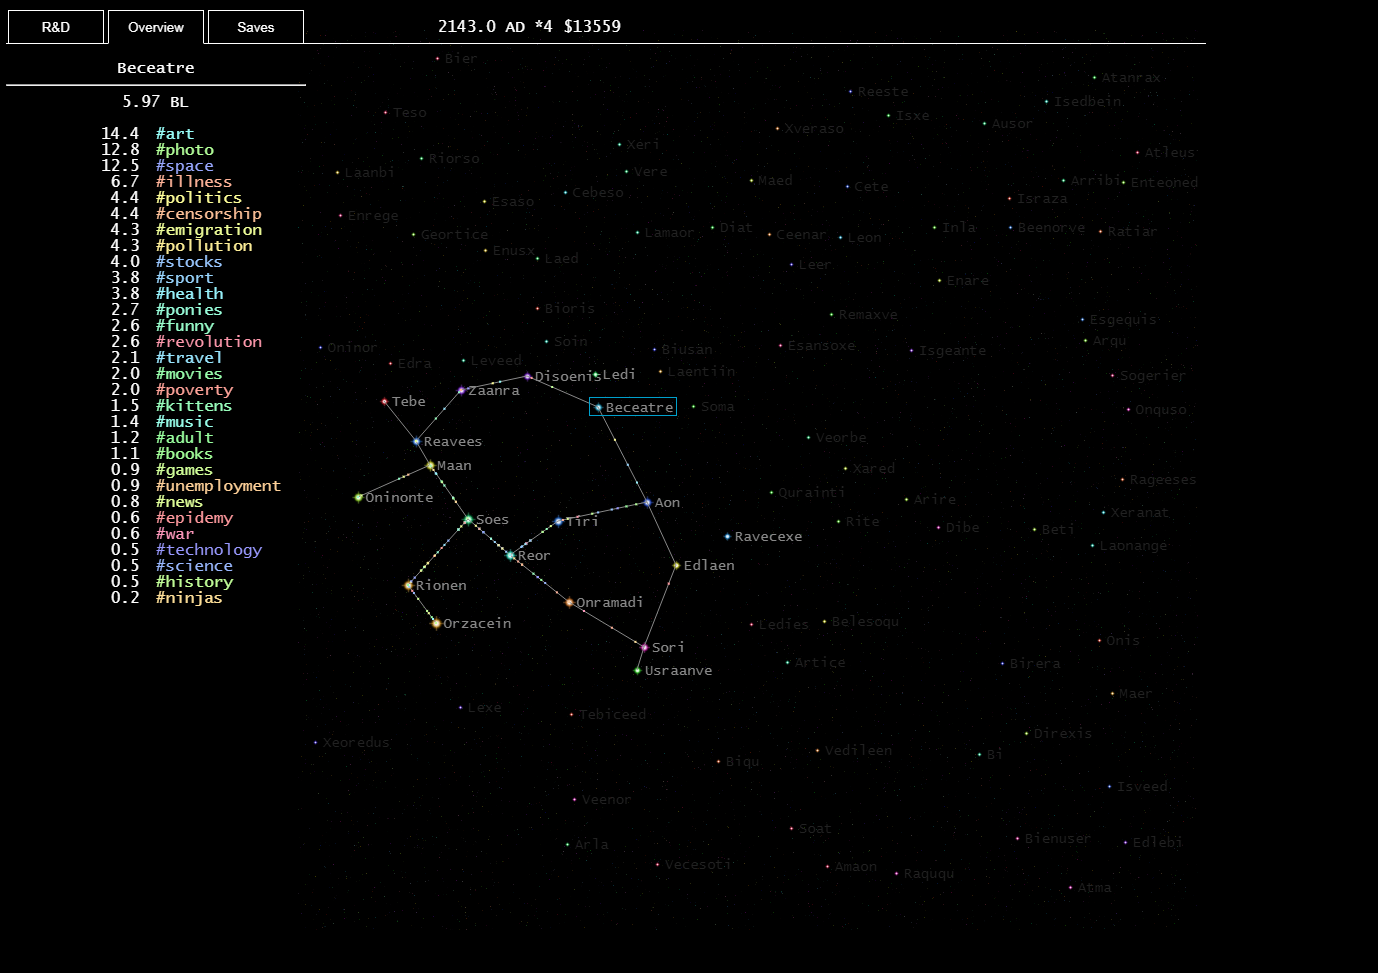 R&D Overview Saves 2143.0 AD *4 $13559
Beceatre
5.97 BL
14.4 #art
12.8 #photo
12.5 #space
6.7 #illness
4.4 #politics
4.4 #censorship
4.3 #emigration
4.3 #pollution
4.0 #stocks
3.8 #sport
3.8 #health
2.7 #ponies
2.6 #funny
2.6 #revolution
2.1 #travel
2.0 #movies
2.0 #poverty
1.5 #kittens
1.4 #music
1.2 #adult
1.1 #books
0.9 #games
0.9 #unemployment
0.8 #news
0.6 #epidemy
0.6 #war
0.5 #technology
0.5 #science
0.5 #history
0.2 #ninjas
Bier
Atanrax
Reeste
Isedbein
Teso
Isxe
Ausor
Xveraso
Xeri
Atleus
Riorso
Laanbi
Vere
Maed
Cete
Arribi
Enteohed
Cebeso
Esaso
Israza
Enrege
Geortice
Lamaor
Diat
Ceenar
Leon
Inla
Beenorve
Ratiar
Enusx
Laed
Leer
Enare
Bioris
Remaxve
Esgequis
Soin
Arqu
Oninor
Biusan
Esansoxe
Isgeante
Edra
Leveed
Laentiin
Disoenis
Ledi
Sogerier
Zaanra
Tebe
Beceatre
Soma
Onquso
Reavees
Veorbe
Maan
Xared
Rageeses
Oninonte
Qurainti
Arire
Aon
Xeranat
Soes
Tiri
Rite
Dibe
Beti
Ravecexe
Laonange
Reor
Edlaen
Rionen
Onramadi
Orzacein
Ledies
Belesoqu
Onis
Sori
Artice
Birera
Usraanve
Maer
Lexe
Tebiceed
Direxis
Xeoredus
Vedileen
Bi
Biqu
Isveed
Veenor
Soat
Bienuser
Arla
Edlebi
Vecesoti
Amaon
Raququ
Atma